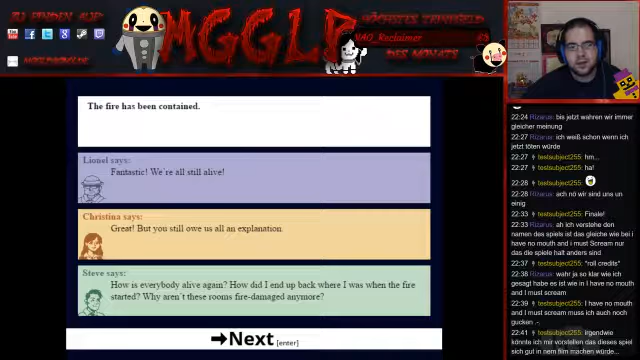 ZU FINDEN AUF:
MGGLP
HÖCHSTES TRINKGELD
NAO_Reclaimer
DES MONATS
The fire has been contained.
Lionel says:
Fantastic! We're all still alive!
Christina says:
Great! But you still owe us all an explanation.
Steve says:
How is everybody alive again? How did I end up back where I was when the fire
started? Why aren't these rooms fire-damaged anymore?
Next [enter]
22:24 Rizarus: bis jetzt wahren wir immer
gleicher meinung
22:27 Rizarus: ich weiß schon wenn ich
jetzt töten würde
22:27 testsubject255: hm...
22:27 testsubject255: ha!
22:28 testsubject255:
22:28 Rizarus: ach nö wir sind uns un
einig
22:33 testsubject255: Finale!
22:33 Rizarus: ah ich vorstehe den
namen des spiels ist das gleiche wie bei i
have no mouth and i must Scream nur
das die spiele halt anders sind
22:37 testsubject255: *roll credits*
22:38 Rizarus: wahr ja so klar wie ich
gesagt habe es ist wie in I have no mouth
and I must scream
22:39 testsubject255: I have no mouth
and I must scream muss ich auch noch
gucken .-.
22:41 testsubject255: irgendwie
könnte ich mir vorstellen das dieses spiel
sich gut in nem film machen würde...